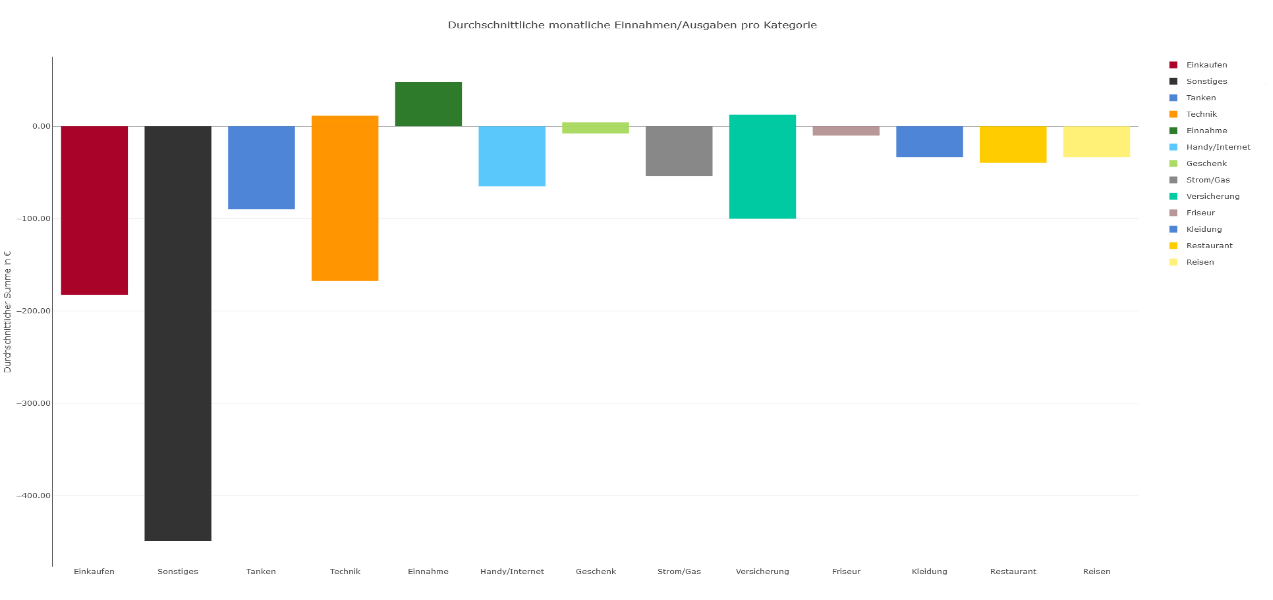 Durchschnittliche monatliche Einnahmen/Ausgaben pro Kategorie
Durchschnittlicher Summe in €
0.00
−100.00
−200.00
−300.00
−400.00
Einkaufen
Sonstiges
Tanken
Technik
Einnahme
Handy/Internet
Geschenk
Strom/Gas
Versicherung
Friseur
Kleidung
Restaurant
Reisen
Einkaufen
Sonstiges
Tanken
Technik
Einnahme
Handy/Internet
Geschenk
Strom/Gas
Versicherung
Friseur
Kleidung
Restaurant
Reisen